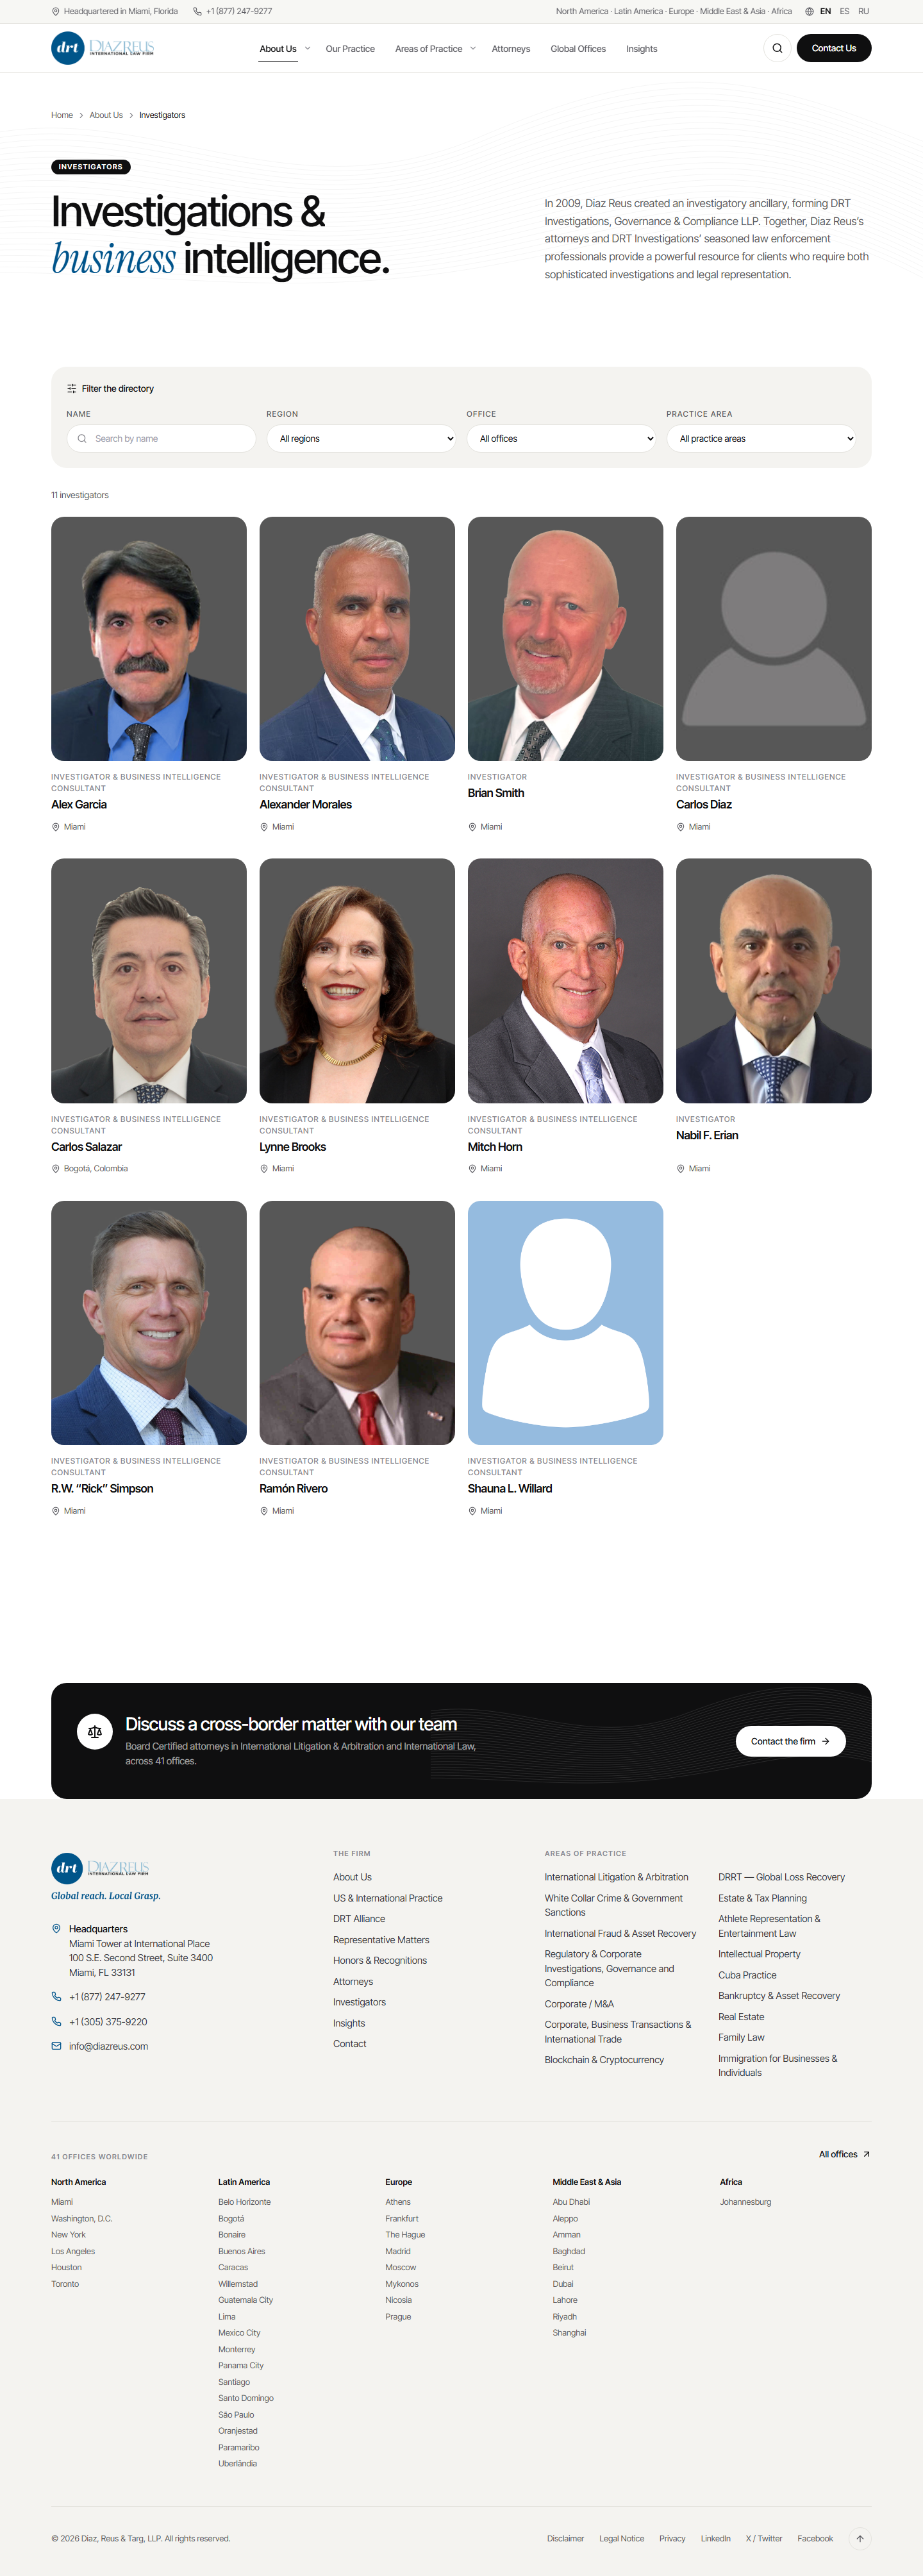 Headquartered in Miami, Florida
+1 (877) 247-9277
North America · Latin America · Europe · Middle East & Asia · Africa
EN ES RU
drt DIAZREUS
INTERNATIONAL LAW FIRM
About Us
Our Practice
Areas of Practice
Attorneys
Global Offices
Insights
Contact Us
Home > About Us > Investigators
INVESTIGATORS
Investigations &
business intelligence.
In 2009, Diaz Reus created an investigatory ancillary, forming DRT
Investigations, Governance & Compliance LLP. Together, Diaz Reus’s
attorneys and DRT Investigations’ seasoned law enforcement
professionals provide a powerful resource for clients who require both
sophisticated investigations and legal representation.
Filter the directory
NAME
Search by name
REGION
All regions
OFFICE
All offices
PRACTICE AREA
All practice areas
11 investigators
INVESTIGATOR & BUSINESS INTELLIGENCE
CONSULTANT
Alex Garcia
Miami
INVESTIGATOR & BUSINESS INTELLIGENCE
CONSULTANT
Alexander Morales
Miami
INVESTIGATOR
Brian Smith
Miami
INVESTIGATOR & BUSINESS INTELLIGENCE
CONSULTANT
Carlos Diaz
Miami
INVESTIGATOR & BUSINESS INTELLIGENCE
CONSULTANT
Carlos Salazar
Bogotá, Colombia
INVESTIGATOR & BUSINESS INTELLIGENCE
CONSULTANT
Lynne Brooks
Miami
INVESTIGATOR & BUSINESS INTELLIGENCE
CONSULTANT
Mitch Horn
Miami
INVESTIGATOR
Nabil F. Erian
Miami
INVESTIGATOR & BUSINESS INTELLIGENCE
CONSULTANT
R.W. “Rick” Simpson
Miami
INVESTIGATOR & BUSINESS INTELLIGENCE
CONSULTANT
Ramón Rivero
Miami
INVESTIGATOR & BUSINESS INTELLIGENCE
CONSULTANT
Shauna L. Willard
Miami
Discuss a cross-border matter with our team
Board Certified attorneys in International Litigation & Arbitration and International Law,
across 41 offices.
Contact the firm
drt DIAZREUS
INTERNATIONAL LAW FIRM
Global reach. Local Grasp.
Headquarters
Miami Tower at International Place
100 S.E. Second Street, Suite 3400
Miami, FL 33131
+1 (877) 247-9277
+1 (305) 375-9220
info@diazreus.com
THE FIRM
About Us
US & International Practice
DRT Alliance
Representative Matters
Honors & Recognitions
Attorneys
Investigators
Insights
Contact
AREAS OF PRACTICE
International Litigation & Arbitration
White Collar Crime & Government
Sanctions
International Fraud & Asset Recovery
Regulatory & Corporate
Investigations, Governance and
Compliance
Corporate / M&A
Corporate, Business Transactions &
International Trade
Blockchain & Cryptocurrency
DRRT — Global Loss Recovery
Estate & Tax Planning
Athlete Representation &
Entertainment Law
Intellectual Property
Cuba Practice
Bankruptcy & Asset Recovery
Real Estate
Family Law
Immigration for Businesses &
Individuals
41 OFFICES WORLDWIDE
All offices
North America
Miami
Washington, D.C.
New York
Los Angeles
Houston
Toronto
Latin America
Belo Horizonte
Bogotá
Bonaire
Buenos Aires
Caracas
Willemstad
Guatemala City
Lima
Mexico City
Monterrey
Panama City
Santiago
Santo Domingo
São Paulo
Oranjestad
Paramaribo
Uberlândia
Europe
Athens
Frankfurt
The Hague
Madrid
Moscow
Mykonos
Nicosia
Prague
Middle East & Asia
Abu Dhabi
Aleppo
Amman
Baghdad
Beirut
Dubai
Lahore
Riyadh
Shanghai
Africa
Johannesburg
© 2026 Diaz, Reus & Targ, LLP. All rights reserved.
Disclaimer
Legal Notice
Privacy
LinkedIn
X / Twitter
Facebook